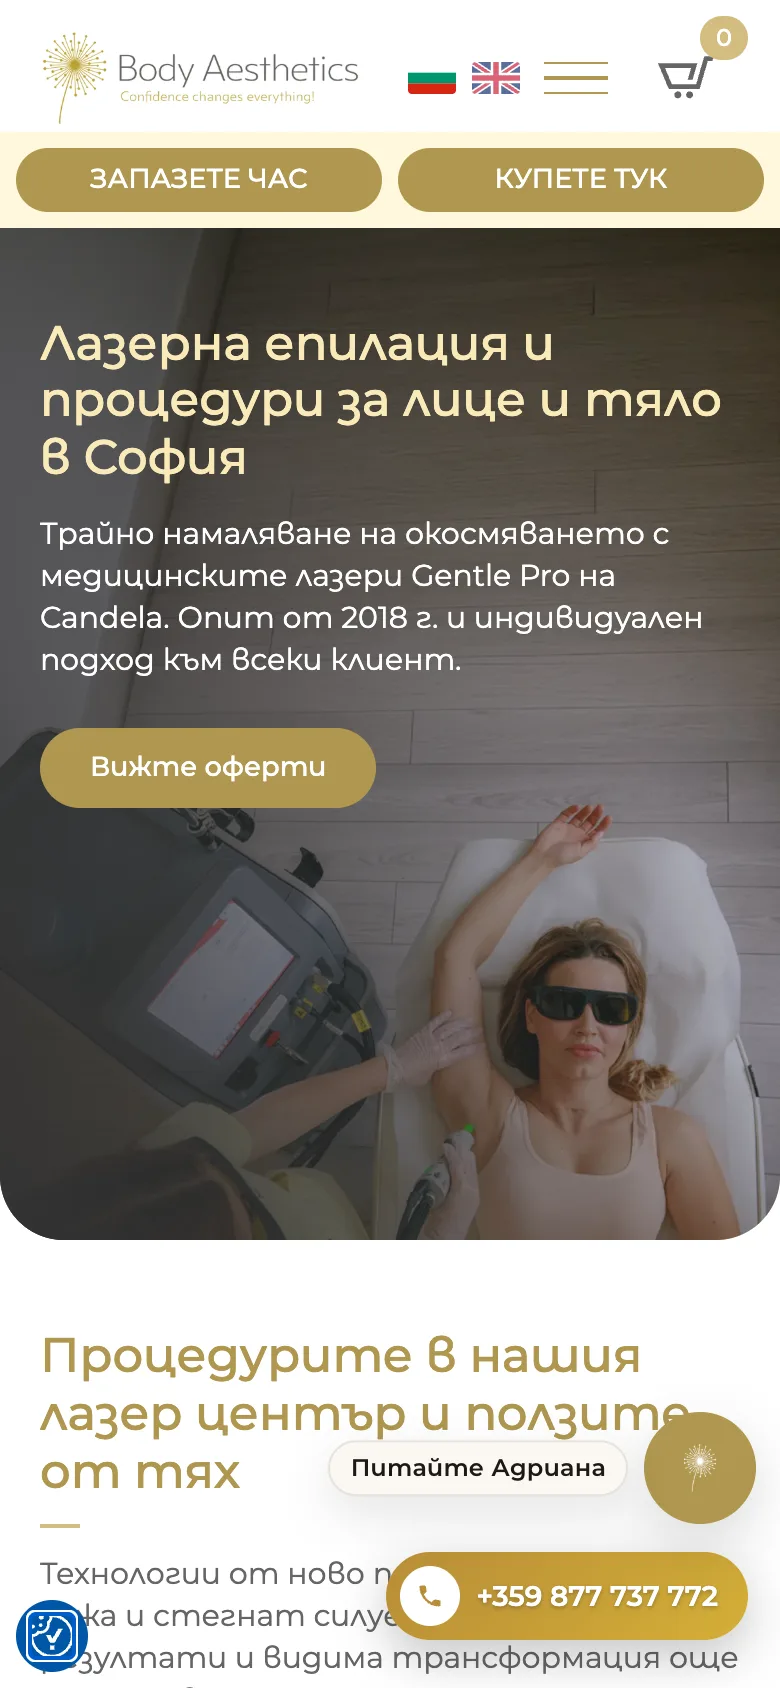 Body Aesthetics
Confidence changes everything!
0
ЗАПАЗЕТЕ ЧАС
КУПЕТЕ ТУК
Лазерна епилация и
процедури за лице и тяло
в София
Трайно намаляване на окосмяването с
медицинските лазери Gentle Pro на
Candela. Опит от 2018 г. и индивидуален
подход към всеки клиент.
Вижте оферти
Процедурите в нашия
лазер център и ползите
от тях
Питайте Адриана
Технологии от ново
+359 877 737 772
и стегнат
резултати и видима трансформация още